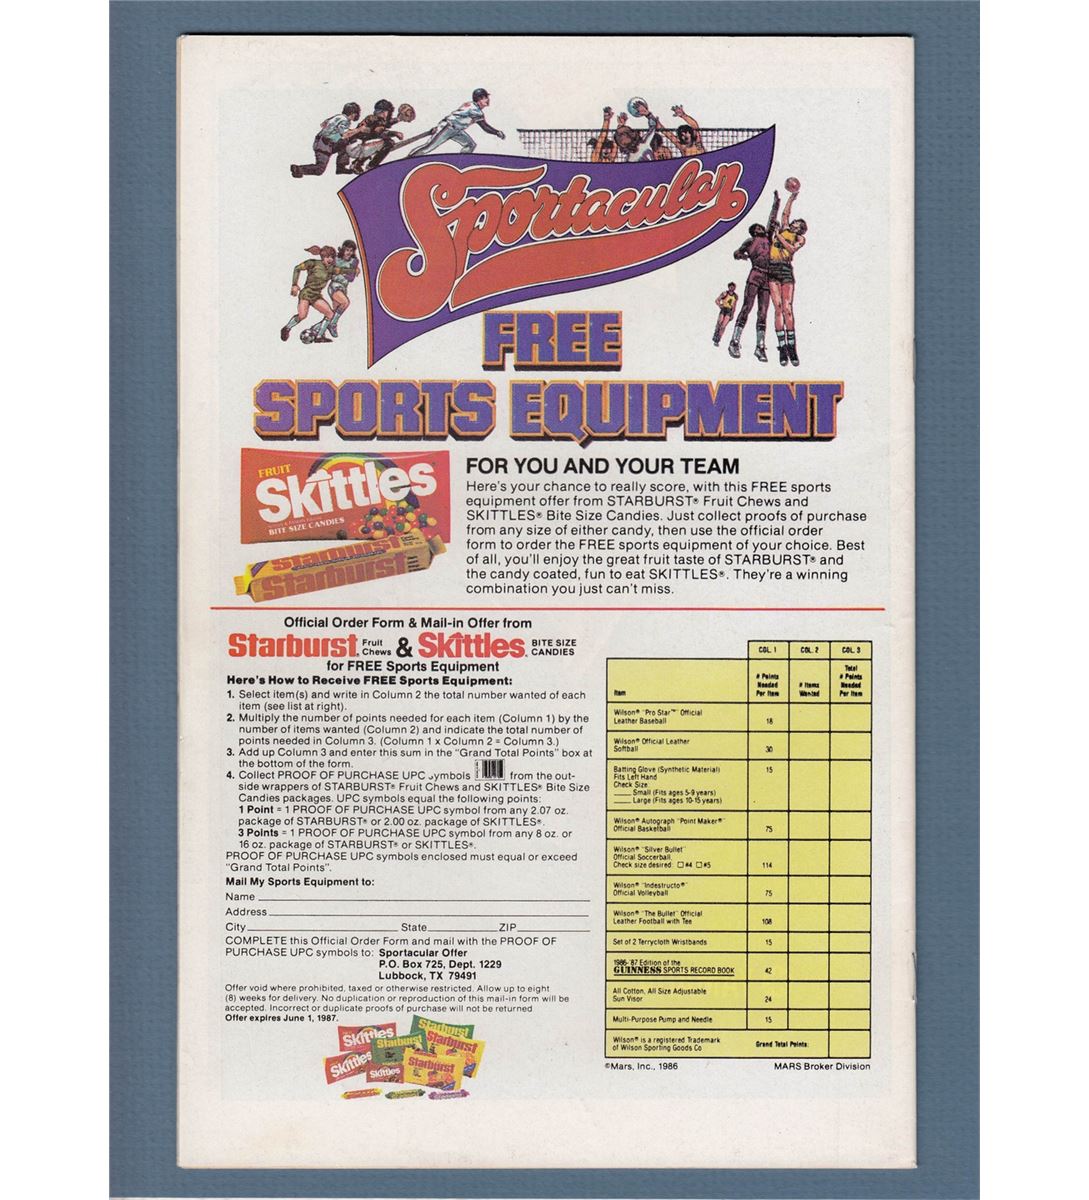 Sportacular
FREE
SPORTS EQUIPMENT
FRUIT
Skittles
BITE SIZE CANDIES
Starburst
Starburst
FOR YOU AND YOUR TEAM
Here's your chance to really score, with this FREE sports
equipment offer from STARBURST® Fruit Chews and
SKITTLES® Bite Size Candies. Just collect proofs of purchase
from any size of either candy, then use the official order
form to order the FREE sports equipment of your choice. Best
of all, you'll enjoy the great fruit taste of STARBURST® and
the candy coated, fun to eat SKITTLES®. They're a winning
combination you just can't miss.
Official Order Form & Mail-in Offer from
Starburst® Fruit Chews & Skittles® BITE SIZE CANDIES
for FREE Sports Equipment
Here's How to Receive FREE Sports Equipment:
1. Select item(s) and write in Column 2 the total number wanted of each
item (see list at right).
2. Multiply the number of points needed for each item (Column 1) by the
number of items wanted (Column 2) and indicate the total number of
points needed in Column 3. (Column 1 x Column 2 = Column 3.)
3. Add up Column 3 and enter this sum in the "Grand Total Points" box at
the bottom of the form.
4. Collect PROOF OF PURCHASE UPC symbols from the out-
side wrappers of STARBURST® Fruit Chews and SKITTLES® Bite Size
Candies packages. UPC symbols equal the following points:
1 Point = 1 PROOF OF PURCHASE UPC symbol from any 2.07 oz.
package of STARBURST® or 2.00 oz. package of SKITTLES®.
3 Points = 1 PROOF OF PURCHASE UPC symbol from any 8 oz. or
16 oz. package of STARBURST® or SKITTLES®.
PROOF OF PURCHASE UPC symbols enclosed must equal or exceed
"Grand Total Points".
Mail My Sports Equipment to:
Name
Address
City State ZIP
COMPLETE this Official Order Form and mail with the PROOF OF
PURCHASE UPC symbols to: Sportacular Offer
P.O. Box 725, Dept. 1229
Lubbock, TX 79491
Offer void where prohibited, taxed or otherwise restricted. Allow up to eight
(8) weeks for delivery. No duplication or reproduction of this mail-in form will be
accepted. Incorrect or duplicate proofs of purchase will not be returned
Offer expires June 1, 1987.
Skittles
Starburst
Starburst
Starburst
Skittles
Skittles
Starburst
COL. 1 COL. 2 COL. 3
Item # Points Needed Per Item # Items Wanted Total # Points Needed Per Item
Wilson® "Pro Star™" Official
Leather Baseball 18
Wilson® Official Leather
Softball 30
Batting Glove (Synthetic Material) 15
Fits Left Hand
Check Size:
____ Small (Fits ages 5-9 years)
____ Large (Fits ages 10-15 years)
Wilson® Autograph "Point Maker®"
Official Basketball 75
Wilson® "Silver Bullet"
Official Soccerball.
Check size desired: ☐ #4 ☐ #5 114
Wilson® "Indestructo®"
Official Volleyball 75
Wilson® "The Bullet" Official
Leather Football with Tee 108
Set of 2 Terrycloth Wristbands 15
1986-'87 Edition of the
GUINNESS SPORTS RECORD BOOK 42
All Cotton, All Size Adjustable
Sun Visor 24
Multi-Purpose Pump and Needle 15
Wilson® is a registered Trademark
of Wilson Sporting Goods Co Grand Total Points:
©Mars, Inc., 1986 MARS Broker Division